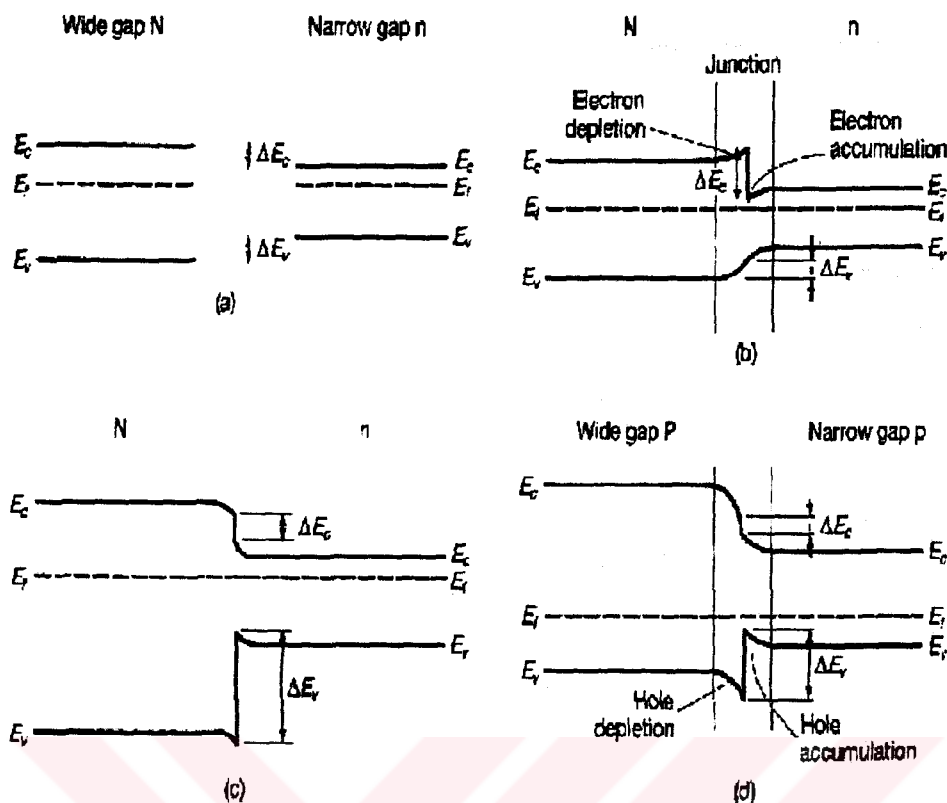 Wide gap N
Narrow gap n
E_c
ΔE_c
E_c
E_f
E_f
E_v
ΔE_v
E_v
(a)
N
n
Junction
Electron
depletion
Electron
accumulation
E_c
ΔE_c
E_c
E_f
E_f
E_v
ΔE_v
E_v
(b)
N
n
E_c
ΔE_c
E_c
E_f
E_f
E_v
ΔE_v
E_v
(c)
Wide gap P
Narrow gap p
E_c
ΔE_c
E_c
E_f
E_f
E_v
ΔE_v
E_v
Hole
depletion
Hole
accumulation
(d)